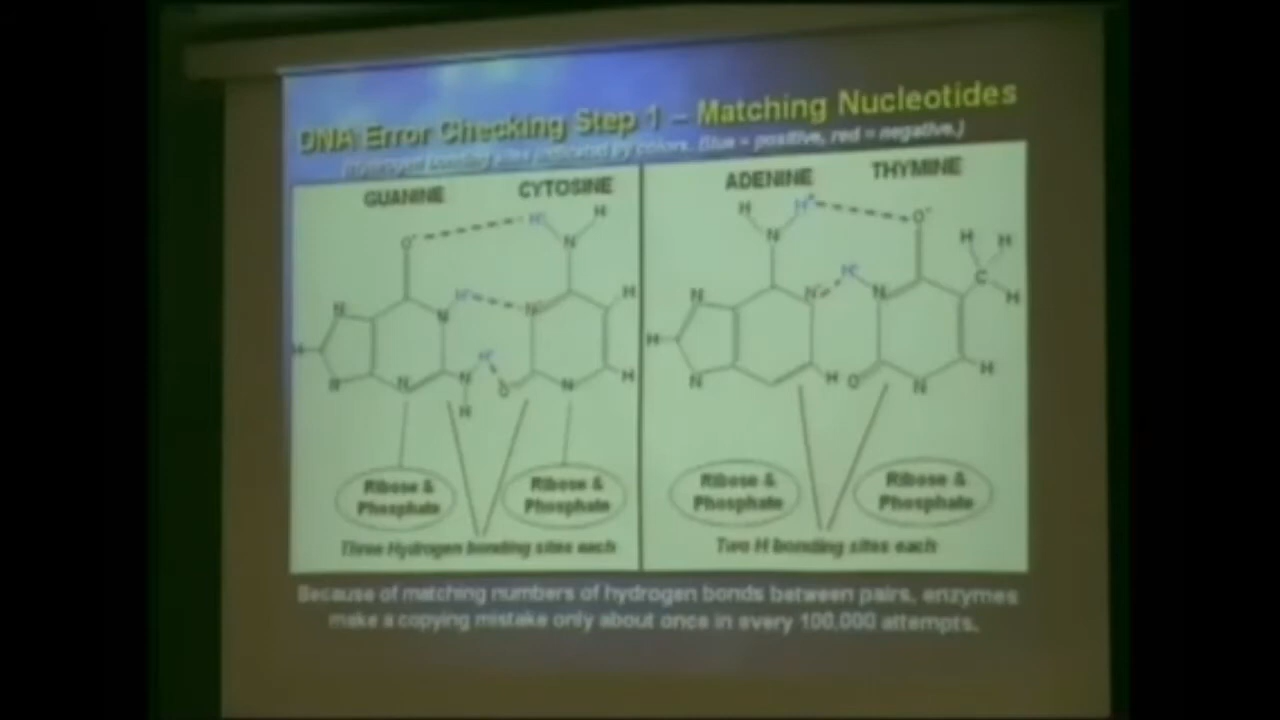 DNA Error Checking Step 1 – Matching Nucleotides
(Hydrogen bonding sites indicated by colors. (blue = positive, red = negative.)
GUANINE CYTOSINE ADENINE THYMINE
H⁺ H H H⁺ O⁻
O⁻ N N H H
H⁺ H⁺ C
N N N⁻ H N N⁻ N H
H H
H⁺ H
N N N O⁻ N H N H O N
H
Ribose & Phosphate
Ribose & Phosphate
Ribose & Phosphate
Ribose & Phosphate
Three Hydrogen bonding sites each
Two H bonding sites each
Because of matching numbers of hydrogen bonds between pairs, enzymes
make a copying mistake only about once in every 100,000 attempts.